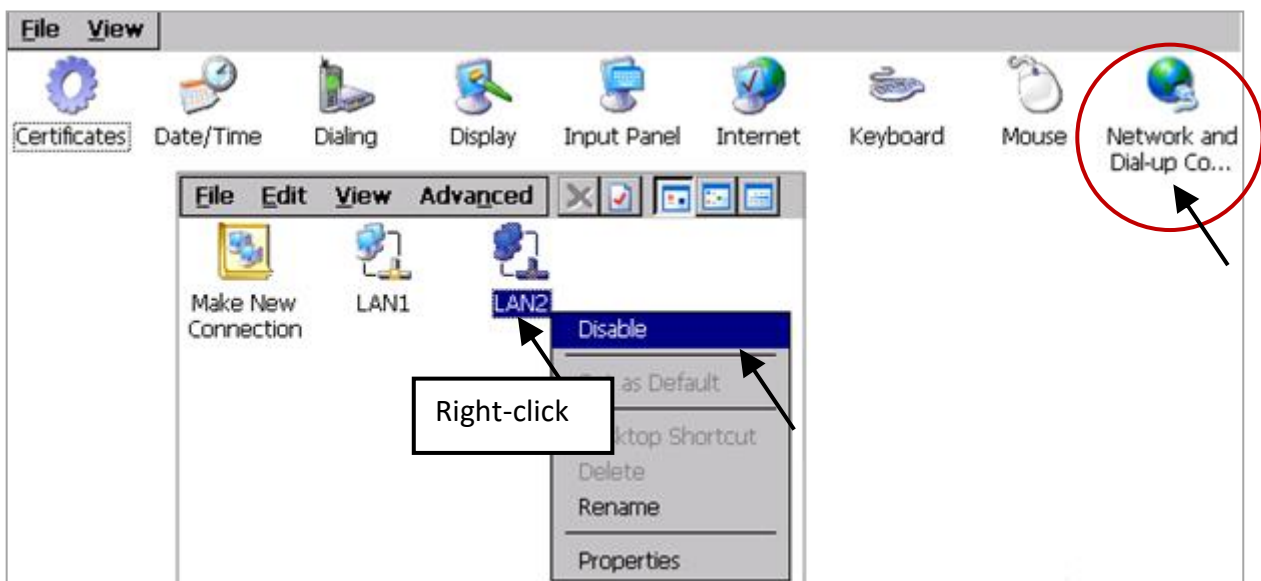 File View
Certificates Date/Time Dialing Display Input Panel Internet Keyboard Mouse Network and
Dial-up Co...
File Edit View Advanced
Make New LAN1 LAN2
Connection
Disable
as Default
Right-click
ktop Shortcut
Delete
Rename
Properties